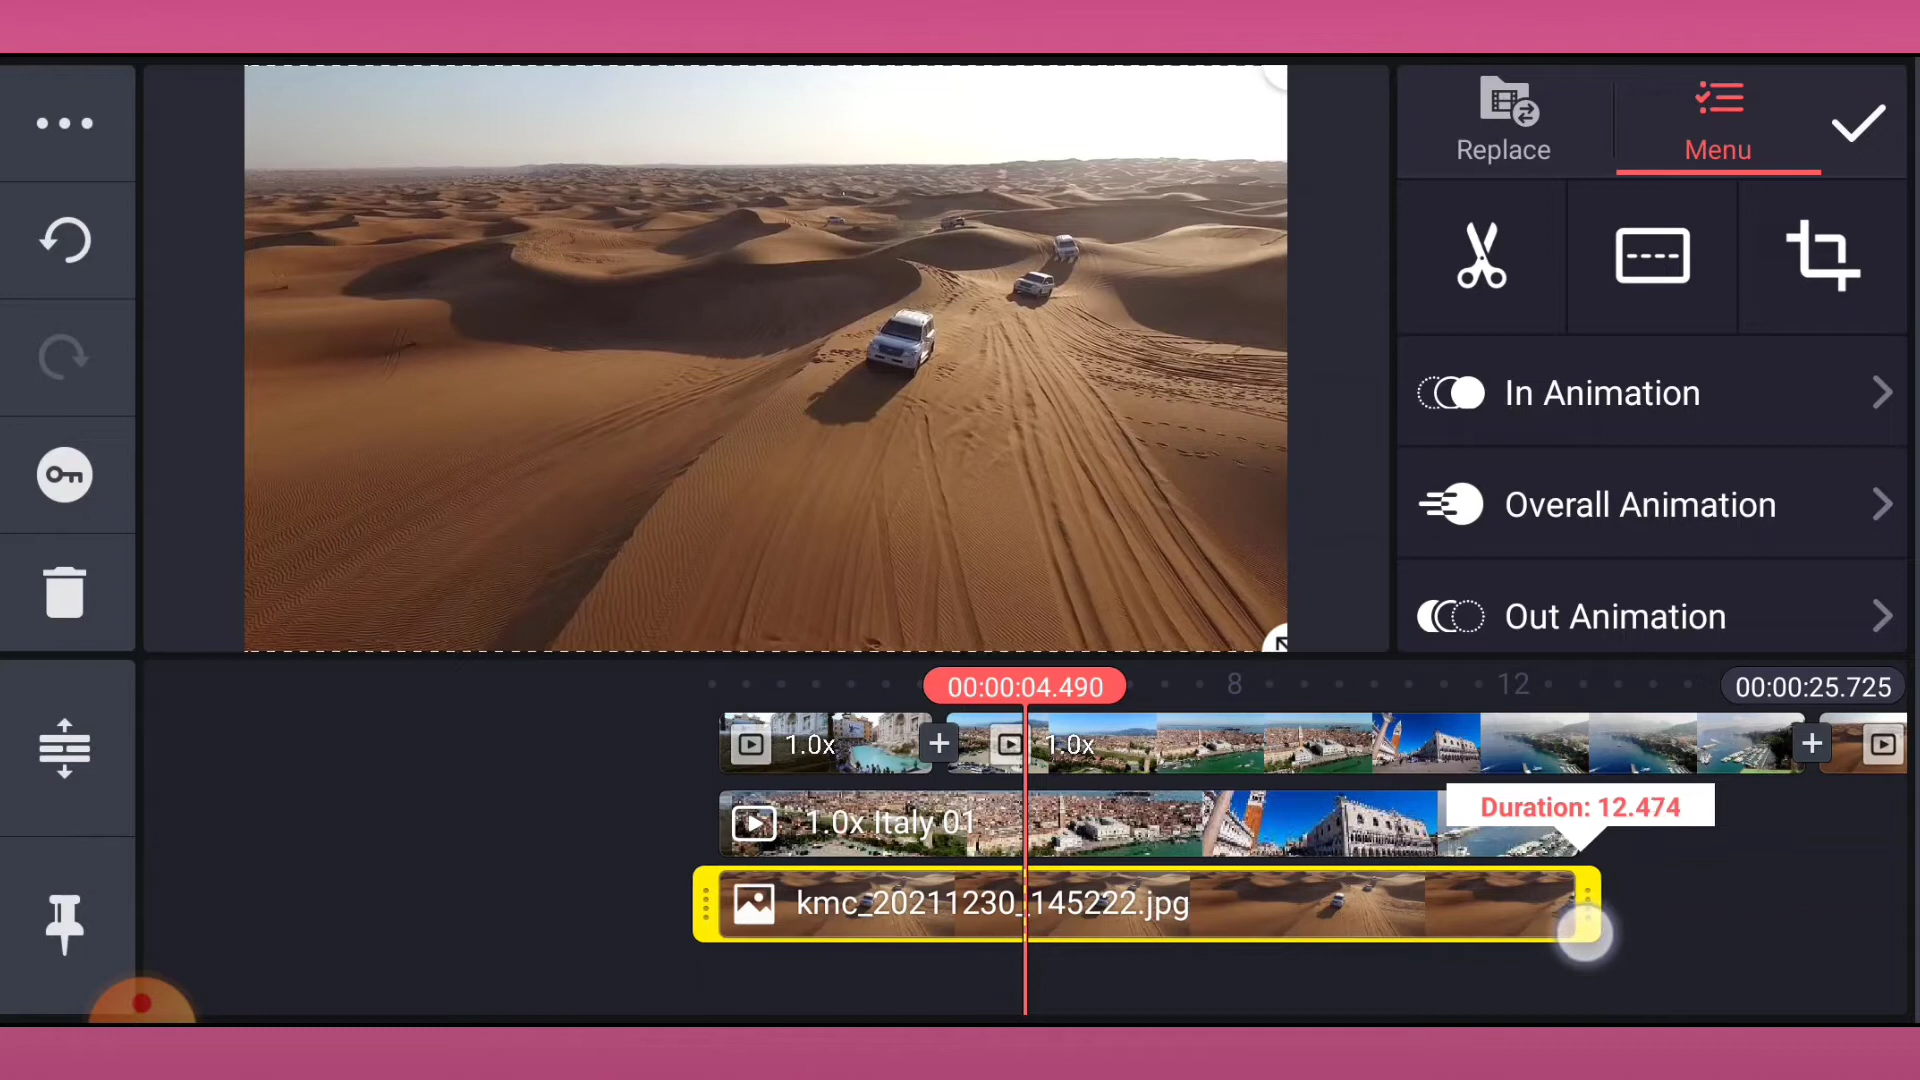 Replace
Menu
In Animation
Overall Animation
Out Animation
00:00:04.490
8
12
00:00:25.725
1.0x
1.0x
1.0x Italy 01
Duration: 12.474
kmc_20211230_145222.jpg